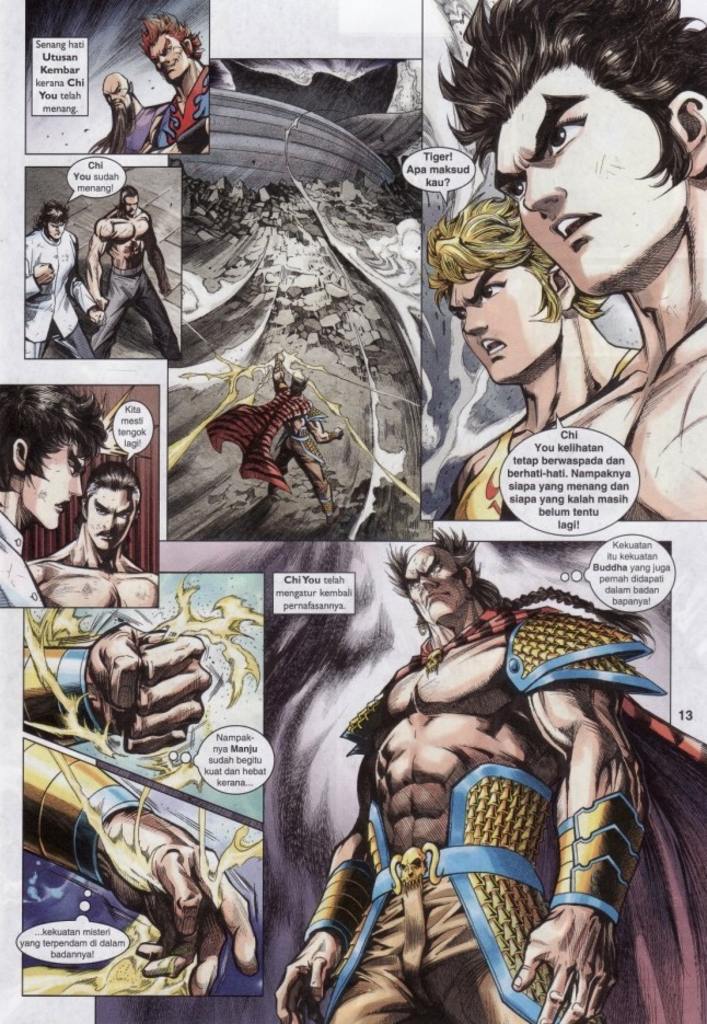 Senang hati
Utusan
Kembar
kerana Chi
You telah
menang.
Chi
You sudah
menang!
Tiger!
Apa maksud
kau?
Chi
You kelihatan
tetap berwaspada dan
berhati-hati. Nampaknya
siapa yang menang dan
siapa yang kalah masih
belum tentu
lagi!
Kita
mesti
tengok
lagi!
Nampak-
nya Manju
sudah begitu
kuat dan hebat
kerana...
...kekuatan misteri
yang terpendam di dalam
badannya!
Chi You telah
mengatur kembali
pernafasannya.
Kekuatan
itu kekuatan
Buddha yang juga
pernah didapati
dalam badan
bapanya!
13